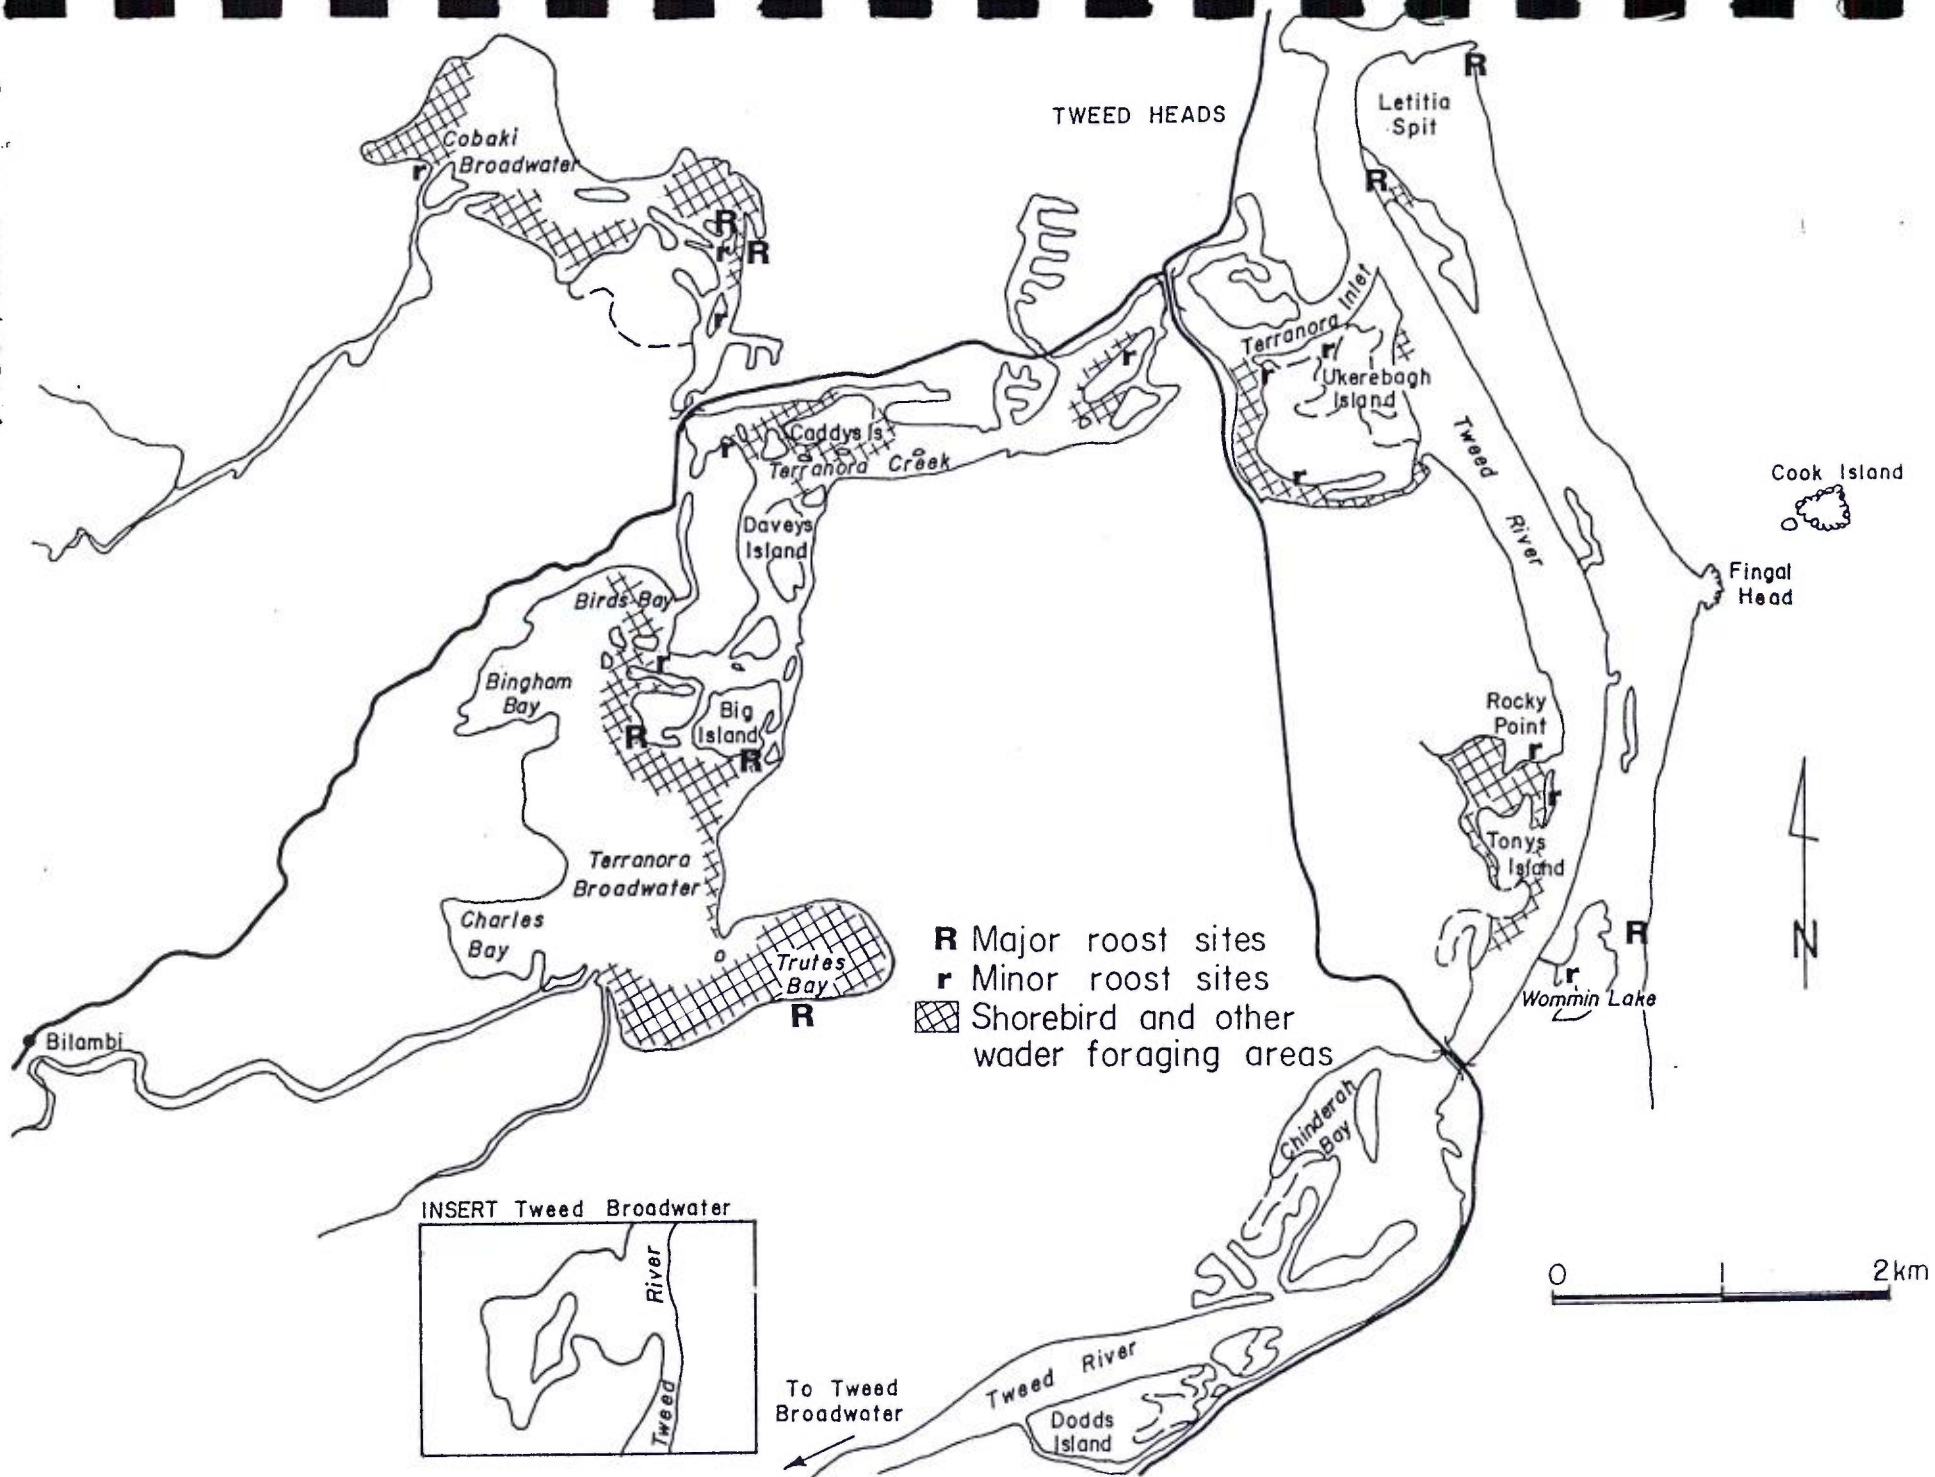 R
TWEED HEADS
Letitia
Spit
Cobaki
Broadwater
r
R
R
r
R
r
Terranora Inlet
r
r
r
Ukerebagh
Island
Caddys Is
r
Terranora Creek
Tweed
River
r
Cook Island
Daveys
Island
Fingal
Head
Birds Bay
r
Bingham
Bay
Big
Island
R
R
Rocky
Point
r
r
Tonys
Island
Terranora
Broadwater
Charles
Bay
Trutes
Bay
R
R
r
Wommin Lake
N
R Major roost sites
r Minor roost sites
Shorebird and other
wader foraging areas
Bilambi
Chinderah
Bay
INSERT Tweed Broadwater
River
Tweed
0 2km
Tweed River
To Tweed
Broadwater
Dodds
Island